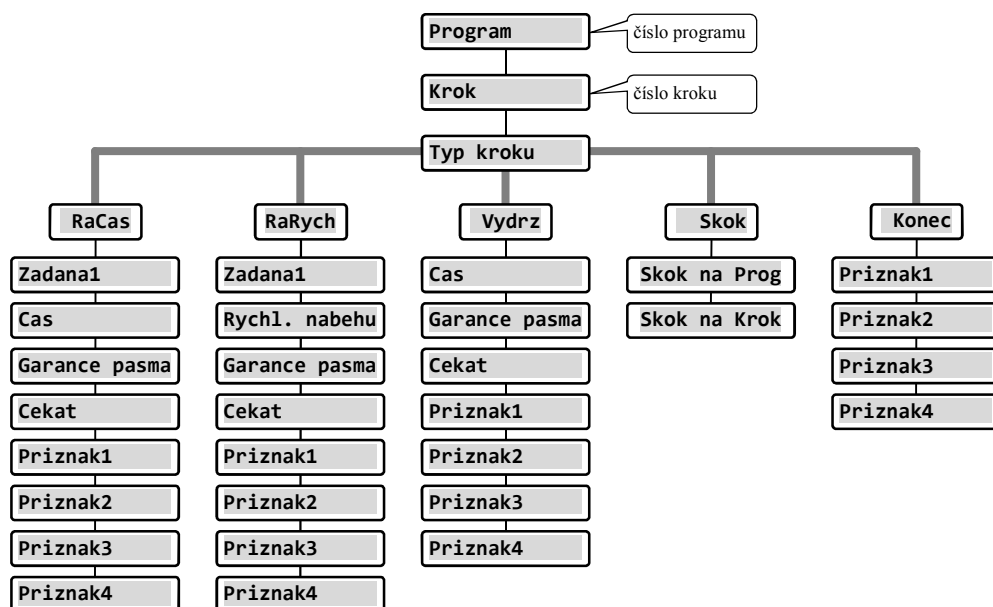 Program
číslo programu
Krok
číslo kroku
Typ kroku
RaCas
Zadana1
Cas
Garance pasma
Cekat
Priznak1
Priznak2
Priznak3
Priznak4
RaRych
Zadana1
Rychl. nabehu
Garance pasma
Cekat
Priznak1
Priznak2
Priznak3
Priznak4
Vydrz
Cas
Garance pasma
Cekat
Priznak1
Priznak2
Priznak3
Priznak4
Skok
Skok na Prog
Skok na Krok
Konec
Priznak1
Priznak2
Priznak3
Priznak4